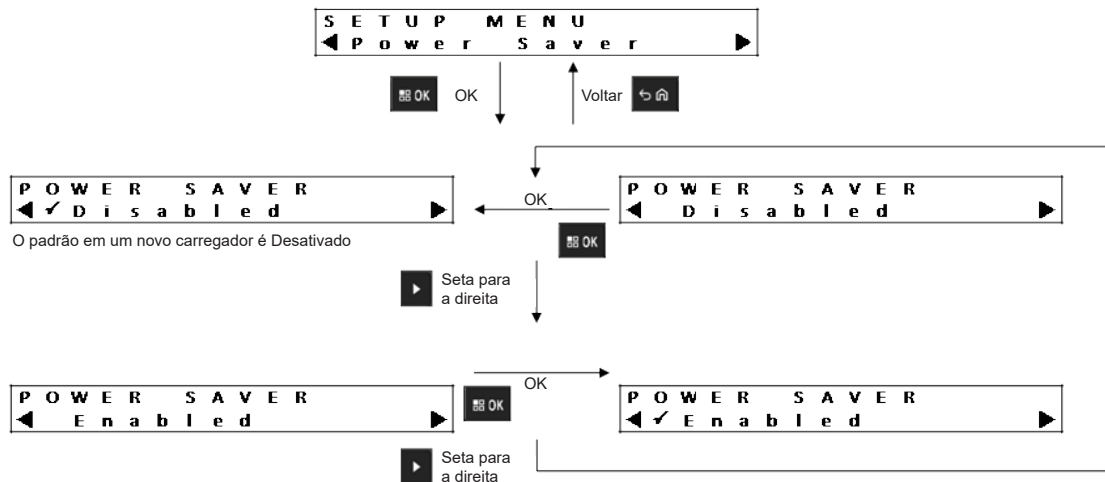 SETUP MENU
◀Power Saver ▶
OK
OK
Voltar
POWER SAVER
◀✓Disabled ▶
OK
POWER SAVER
◀ Disabled ▶
O padrão em um novo carregador é Desativado
OK
Seta para
a direita
POWER SAVER
◀ Enabled ▶
OK
OK
POWER SAVER
◀✓Enabled ▶
Seta para
a direita